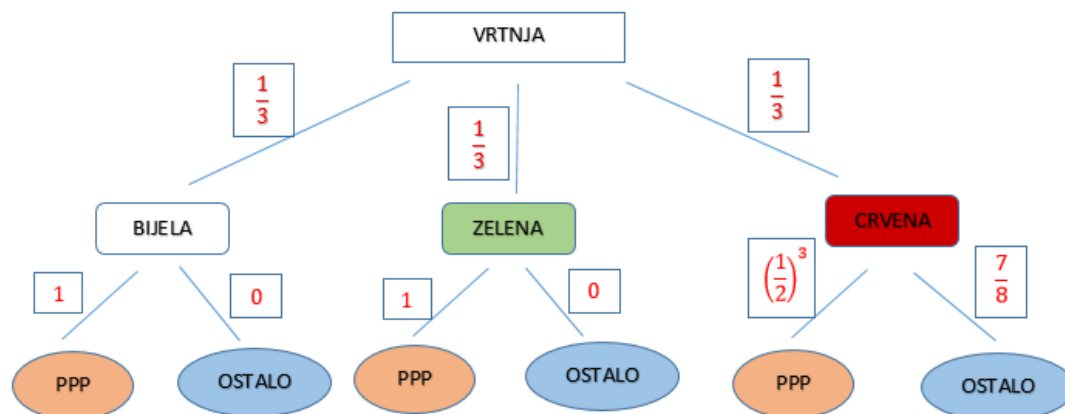 VRTNJA
1/3
1/3
1/3
BIJELA
ZELENA
CRVENA
1
0
1
0
(1/2)³
7/8
PPP
OSTALO
PPP
OSTALO
PPP
OSTALO